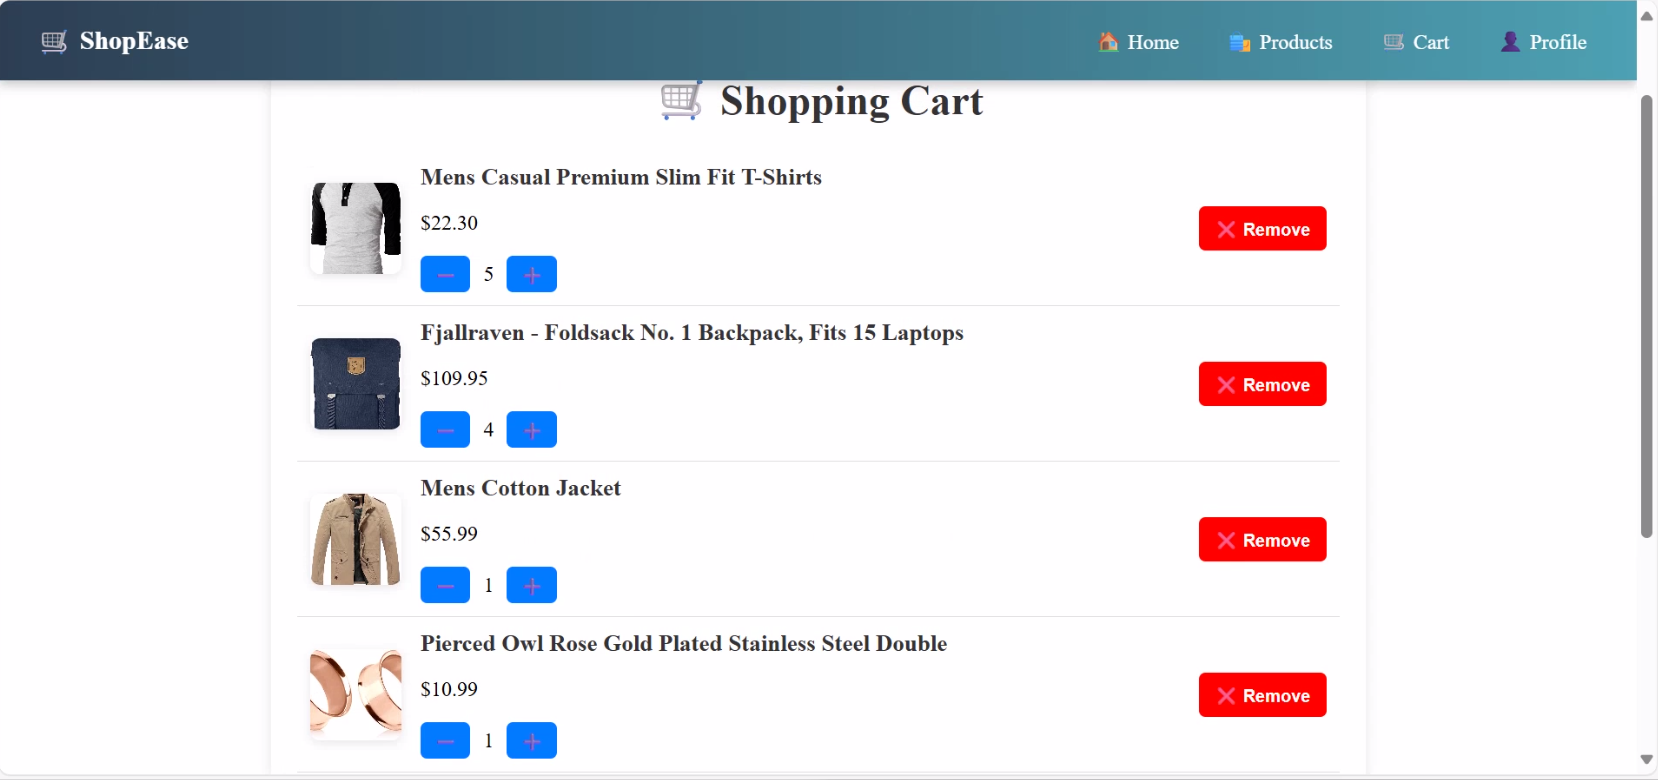 ShopEase
Home Products Cart Profile
Shopping Cart
Mens Casual Premium Slim Fit T-Shirts
$22.30
Remove
5
Fjallraven - Foldsack No. 1 Backpack, Fits 15 Laptops
$109.95
Remove
4
Mens Cotton Jacket
$55.99
Remove
1
Pierced Owl Rose Gold Plated Stainless Steel Double
$10.99
Remove
1